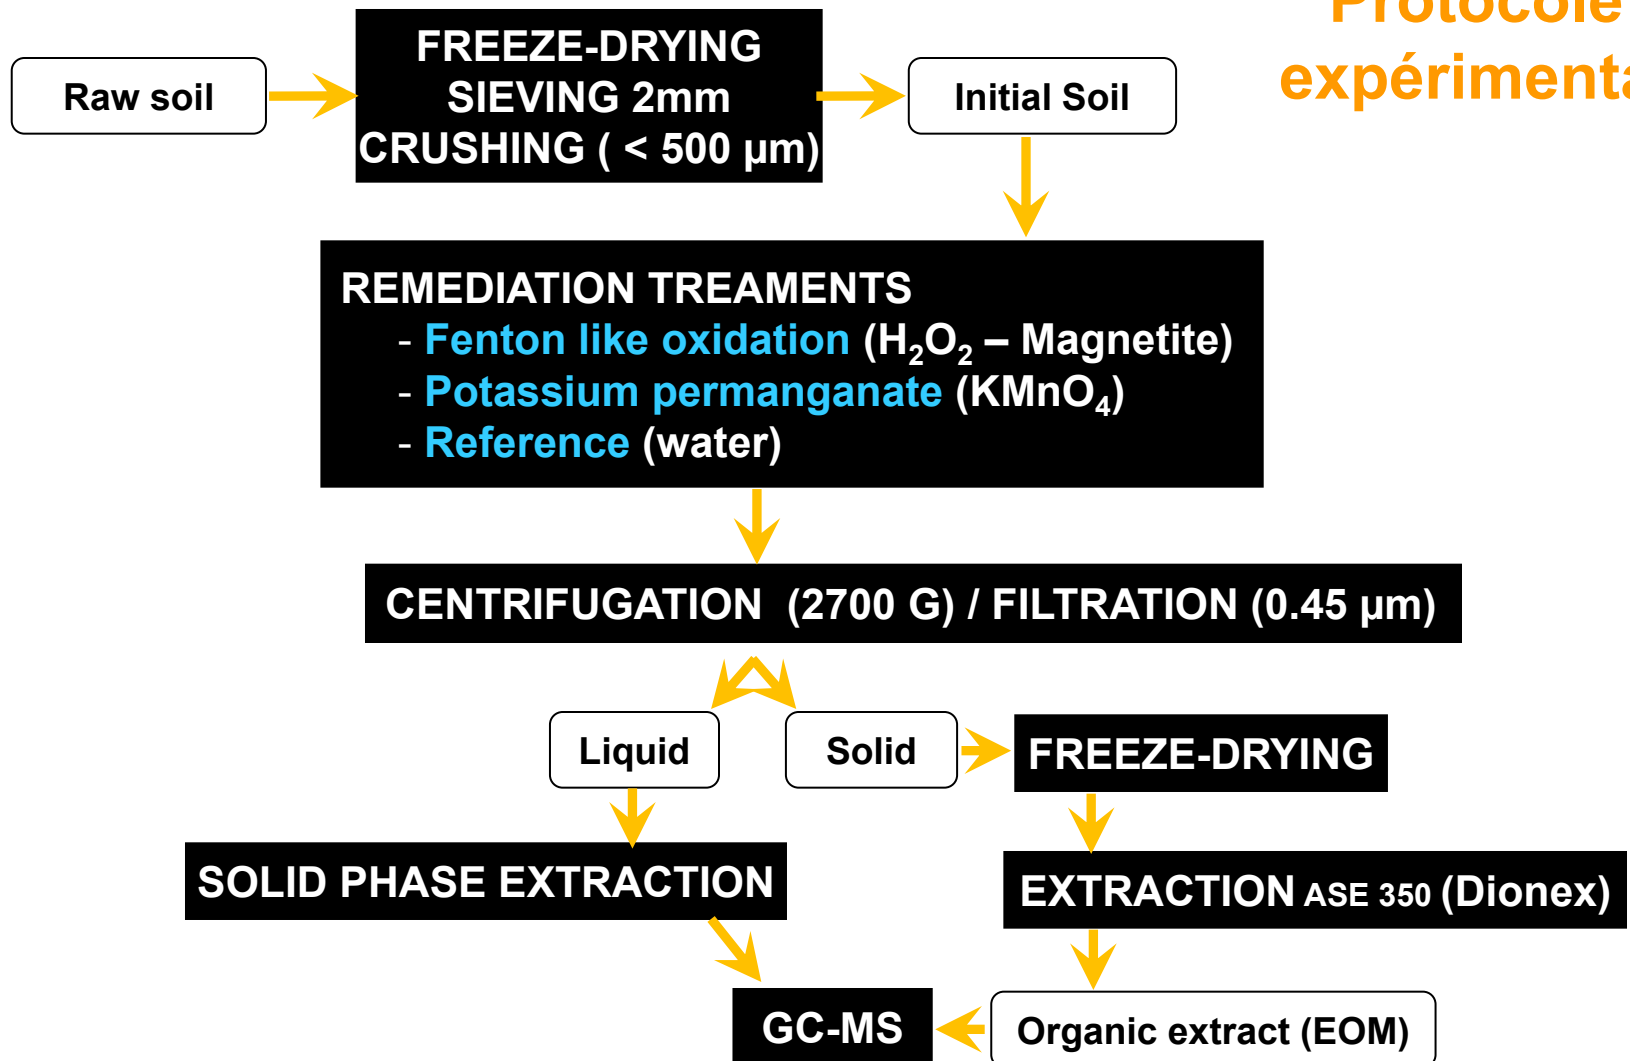 Protocole
expérimenta
FREEZE-DRYING
SIEVING 2mm
CRUSHING ( < 500 µm)
Raw soil
Initial Soil
REMEDIATION TREAMENTS
- Fenton like oxidation (H₂O₂ – Magnetite)
- Potassium permanganate (KMnO₄)
- Reference (water)
CENTRIFUGATION (2700 G) / FILTRATION (0.45 µm)
Liquid
Solid
FREEZE-DRYING
SOLID PHASE EXTRACTION
EXTRACTION ASE 350 (Dionex)
GC-MS
Organic extract (EOM)